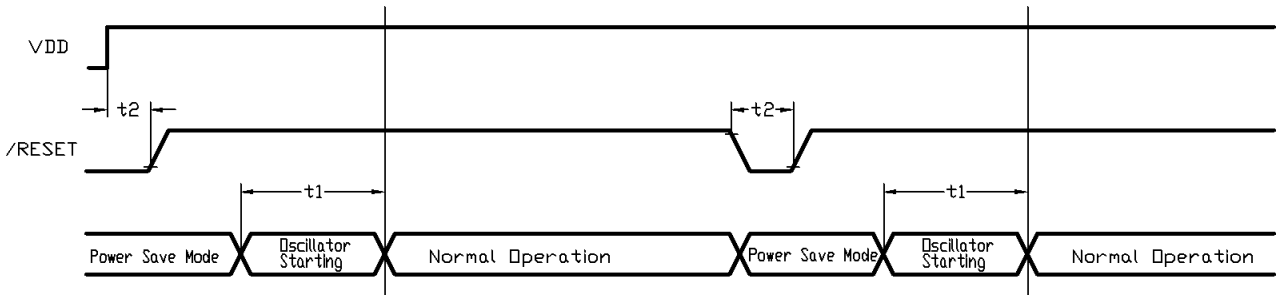 VDD
t2
t2
/RESET
t1
t1
Power Save Mode
Oscillator
Starting
Normal Operation
Power Save Mode
Oscillator
Starting
Normal Operation